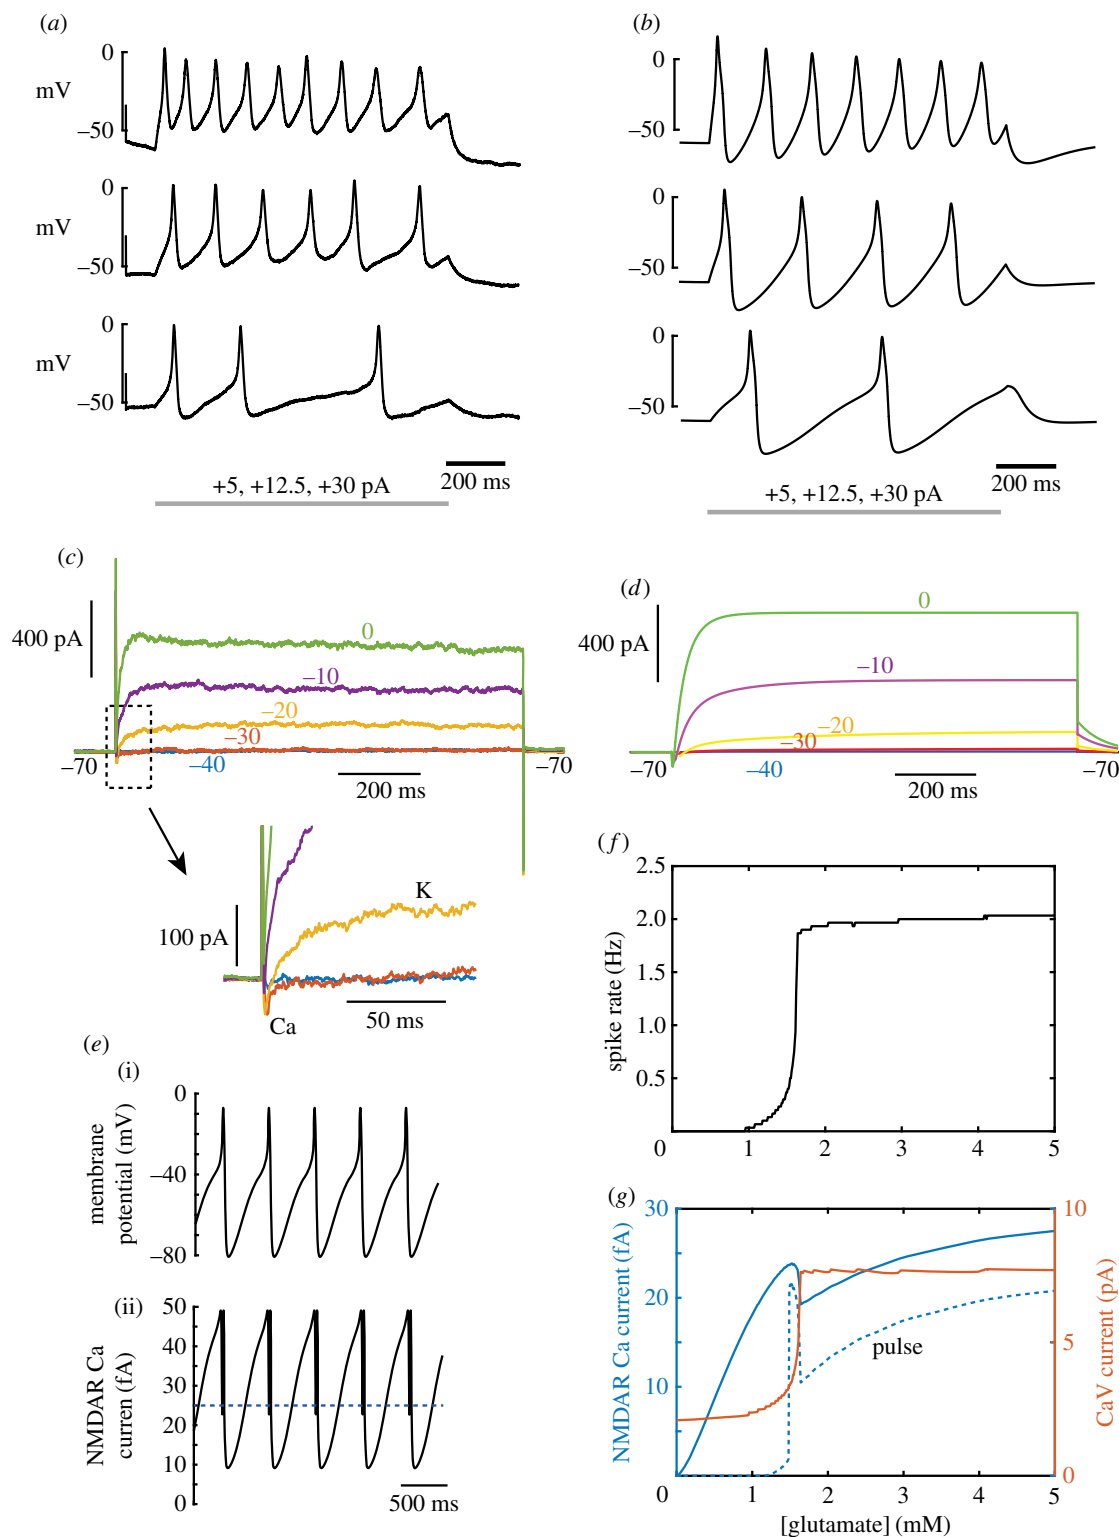 (a)
0
mV
−50
0
mV
−50
0
mV
−50
200 ms
+5, +12.5, +30 pA
(b)
0
−50
0
−50
0
−50
200 ms
+5, +12.5, +30 pA
(c)
400 pA
0
−10
−20
−30
−70
−40
−70
200 ms
K
100 pA
50 ms
Ca
(d)
400 pA
0
−10
−20
−30
−70
−40
−70
200 ms
(e)
(i)
0
−40
−80
membrane
potential (mV)
(ii)
50
40
30
20
10
0
NMDAR Ca
curren (fA)
500 ms
(f)
2.5
2.0
1.5
1.0
0.5
spike rate (Hz)
0 1 2 3 4 5
(g)
30
20
10
NMDAR Ca current (fA)
10
5
0
CaV current (pA)
pulse
0 1 2 3 4 5
[glutamate] (mM)